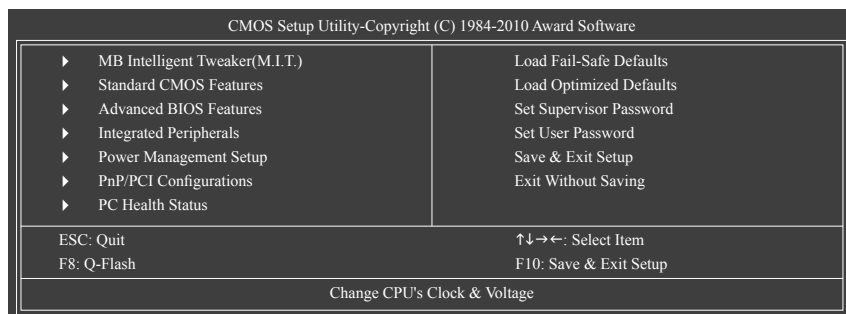 CMOS Setup Utility-Copyright (C) 1984-2010 Award Software
MB Intelligent Tweaker(M.I.T.)
Standard CMOS Features
Advanced BIOS Features
Integrated Peripherals
Power Management Setup
PnP/PCI Configurations
PC Health Status
Load Fail-Safe Defaults
Load Optimized Defaults
Set Supervisor Password
Set User Password
Save & Exit Setup
Exit Without Saving
ESC: Quit
F8: Q-Flash
↑↓→←: Select Item
F10: Save & Exit Setup
Change CPU's Clock & Voltage